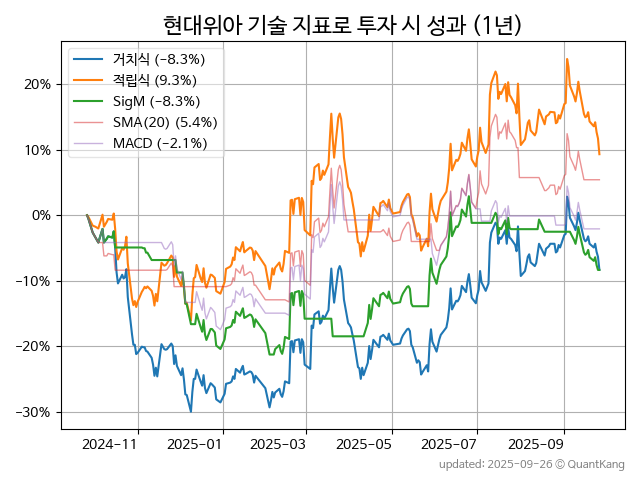 현대위아 기술 지표로 투자 시 성과 (1년)
거치식 (−8.3%)
적립식 (9.3%)
SigM (−8.3%)
SMA(20) (5.4%)
MACD (−2.1%)
20%
10%
0%
−10%
−20%
−30%
2024-11 2025-01 2025-03 2025-05 2025-07 2025-09
updated: 2025-09-26 © QuantKang